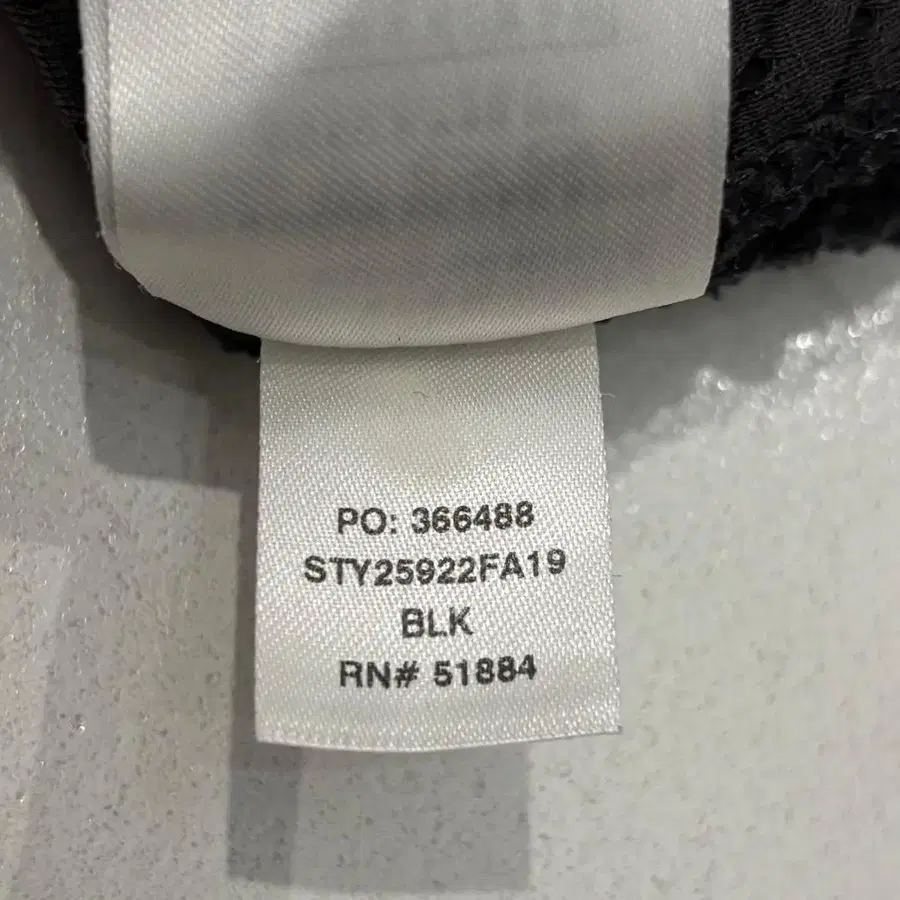 PO: 366488
STY25922FA19
BLK
RN# 51884